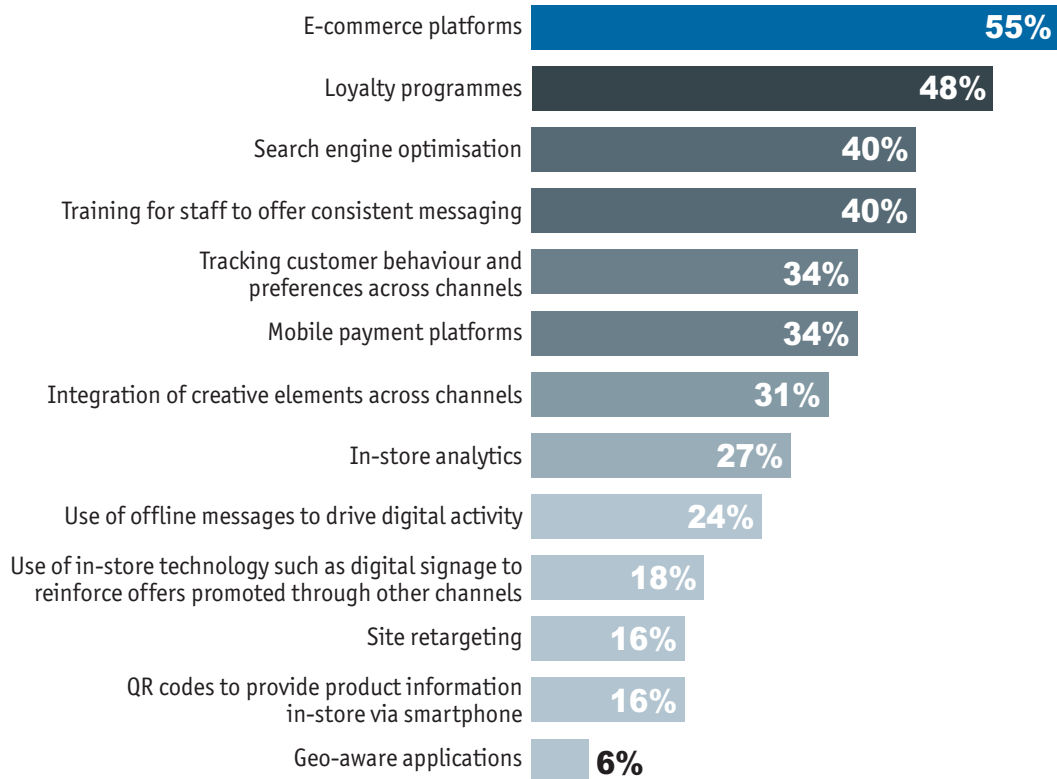 E-commerce platforms 55%
Loyalty programmes 48%
Search engine optimisation 40%
Training for staff to offer consistent messaging 40%
Tracking customer behaviour and
preferences across channels 34%
Mobile payment platforms 34%
Integration of creative elements across channels 31%
In-store analytics 27%
Use of offline messages to drive digital activity 24%
Use of in-store technology such as digital signage to
reinforce offers promoted through other channels 18%
Site retargeting 16%
QR codes to provide product information
in-store via smartphone 16%
Geo-aware applications 6%